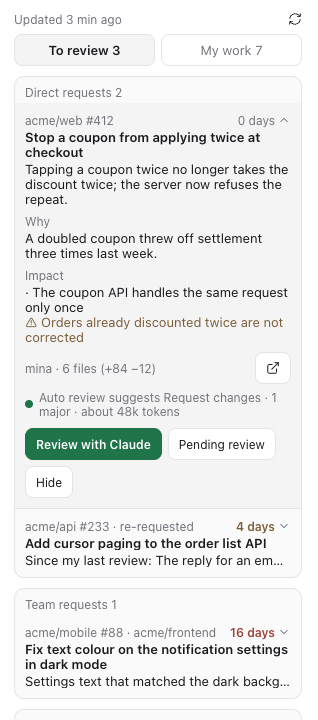 Updated 3 min ago
To review 3
My work 7
Direct requests 2
acme/web #412
0 days
Stop a coupon from applying twice at
checkout
Tapping a coupon twice no longer takes the
discount twice; the server now refuses the
repeat.
Why
A doubled coupon threw off settlement
three times last week.
Impact
· The coupon API handles the same request
only once
⚠ Orders already discounted twice are not
corrected
mina · 6 files (+84 −12)
Auto review suggests Request changes · 1
major · about 48k tokens
Review with Claude
Pending review
Hide
acme/api #233 · re-requested
4 days
Add cursor paging to the order list API
Since my last review: The reply for an em...
Team requests 1
acme/mobile #88 · acme/frontend
16 days
Fix text colour on the notification settings
in dark mode
Settings text that matched the dark backg...